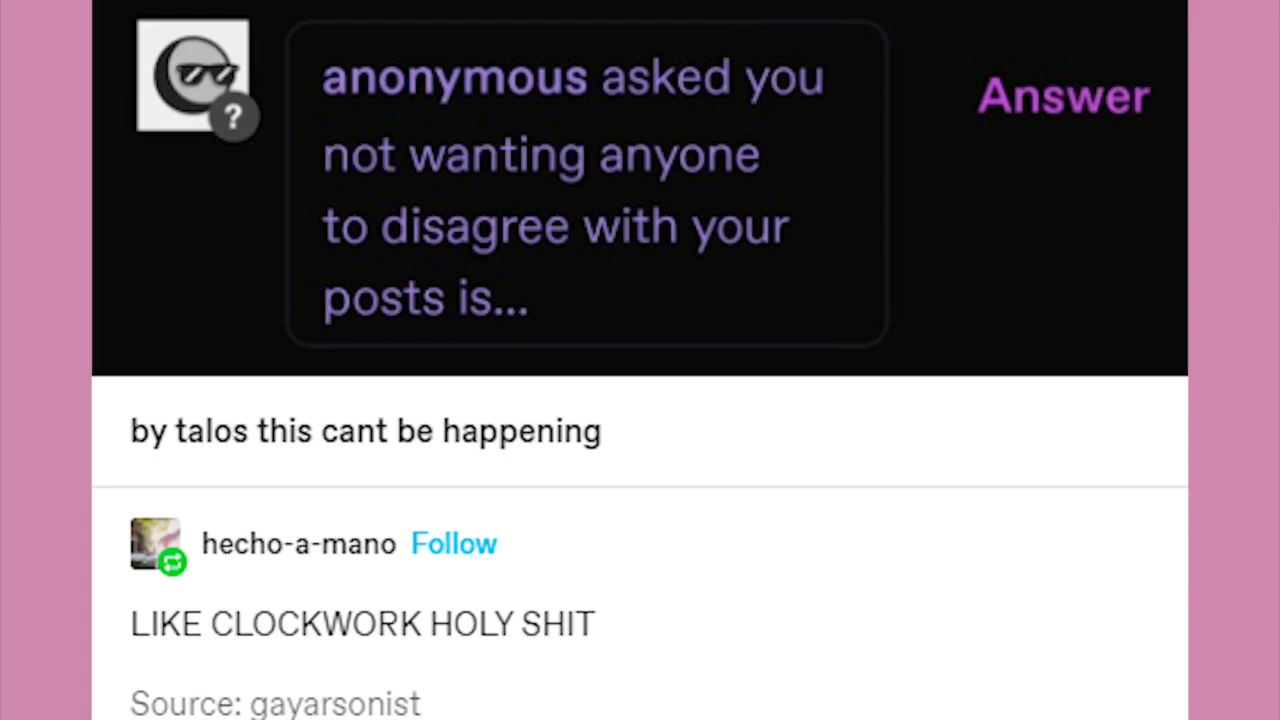 anonymous asked you
not wanting anyone
to disagree with your
posts is...
Answer
?
by talos this cant be happening
hecho-a-mano Follow
LIKE CLOCKWORK HOLY SHIT
Source: gayarsonist